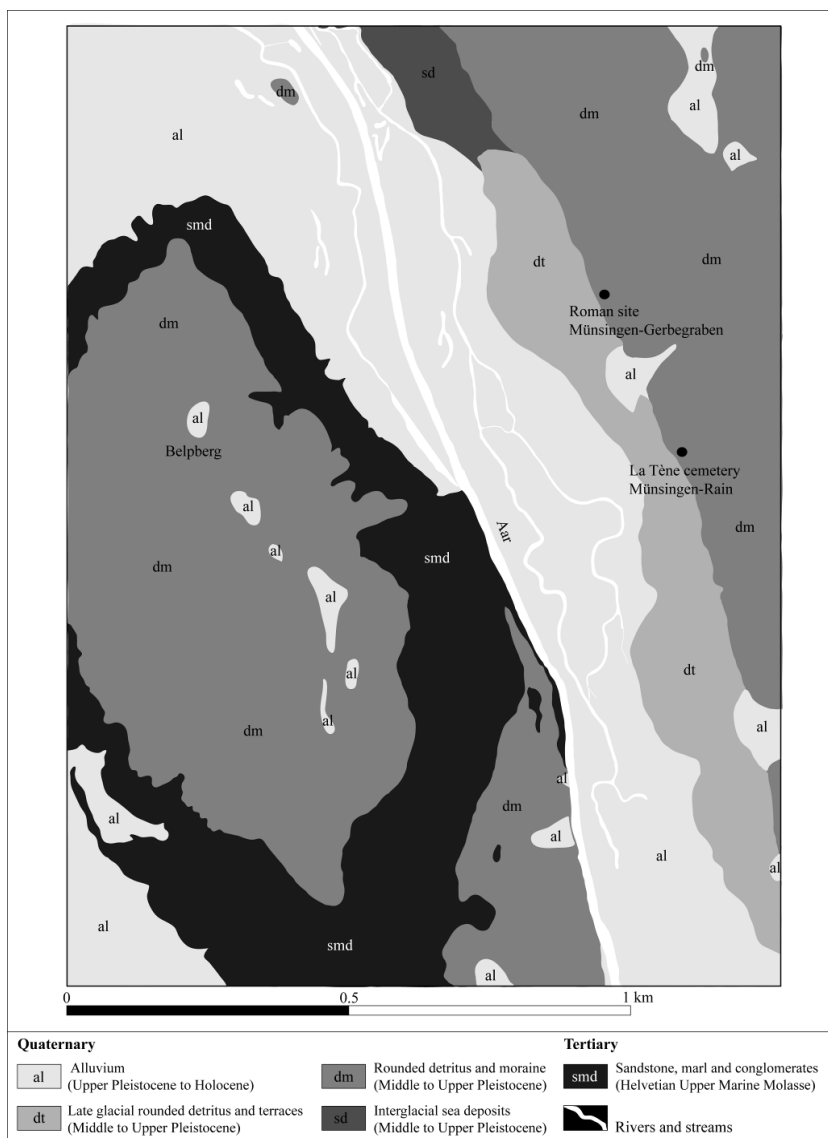 sd
dm
dm
dm
al
al
dm
al
smd
dt
dm
Roman site
Münsingen-Gerbegraben
dm
al
al
Belpberg
La Tène cemetery
Münsingen-Rain
al
dm
Aar
al
smd
dm
al
dt
al
al
dm
al
al
dm
al
al
al
al
al
smd
al
0
0.5
1 km
Quaternary
Tertiary
al
Alluvium
(Upper Pleistocene to Holocene)
dm
Rounded detritus and moraine
(Middle to Upper Pleistocene)
smd
Sandstone, marl and conglomerates
(Helvetian Upper Marine Molasse)
dt
Late glacial rounded detritus and terraces
(Middle to Upper Pleistocene)
sd
Interglacial sea deposits
(Middle to Upper Pleistocene)
Rivers and streams